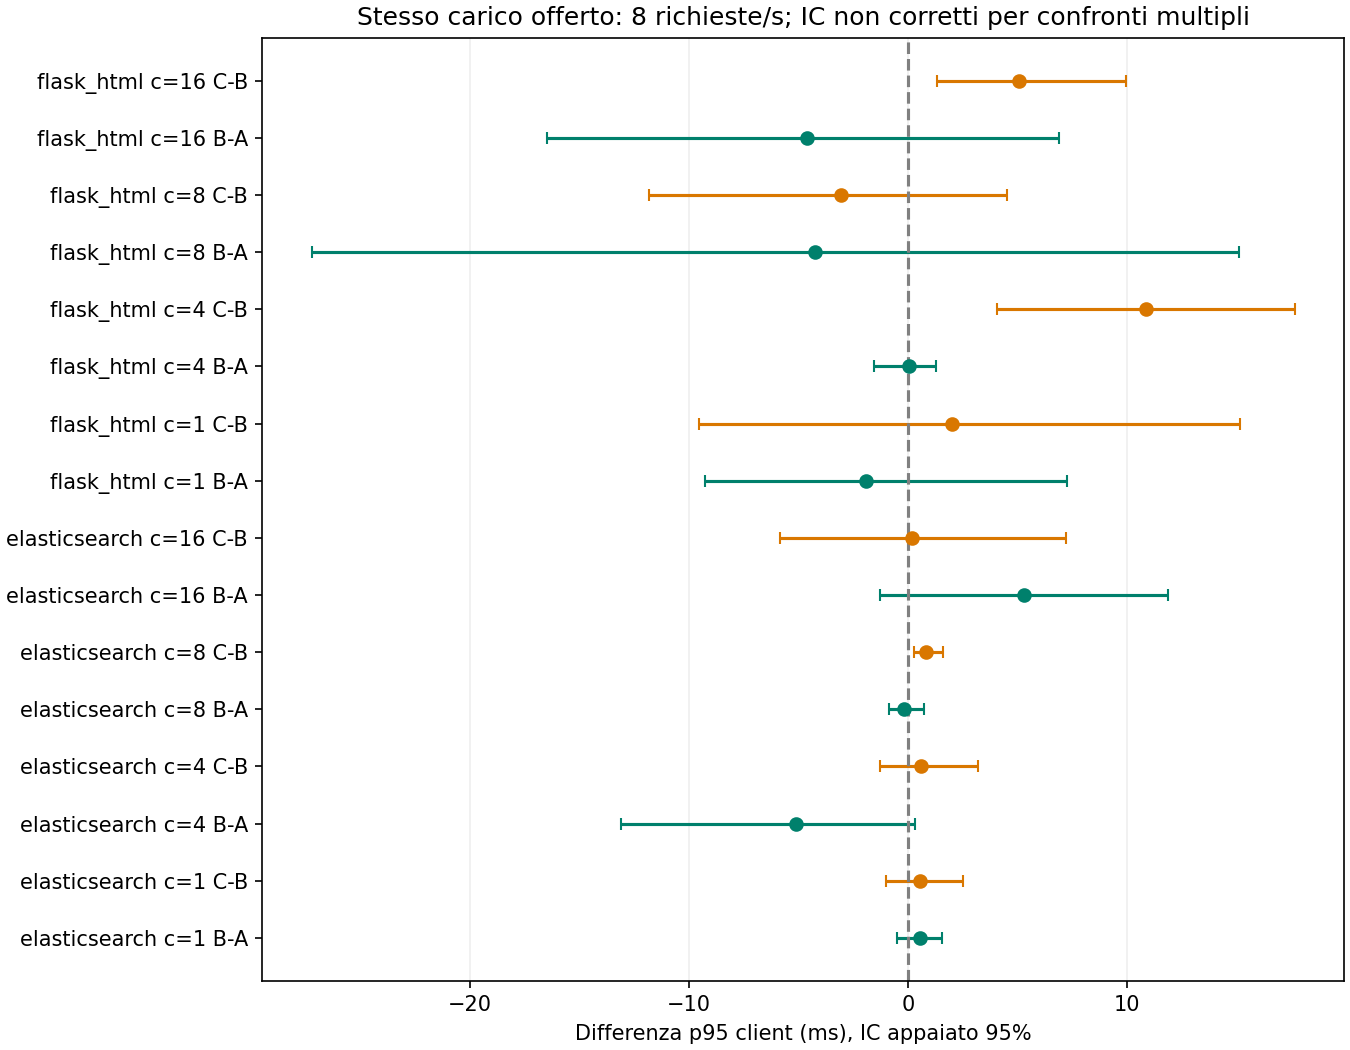 Stesso carico offerto: 8 richieste/s; IC non corretti per confronti multipli
flask_html c=16 C-B
flask_html c=16 B-A
flask_html c=8 C-B
flask_html c=8 B-A
flask_html c=4 C-B
flask_html c=4 B-A
flask_html c=1 C-B
flask_html c=1 B-A
elasticsearch c=16 C-B
elasticsearch c=16 B-A
elasticsearch c=8 C-B
elasticsearch c=8 B-A
elasticsearch c=4 C-B
elasticsearch c=4 B-A
elasticsearch c=1 C-B
elasticsearch c=1 B-A
−20 −10 0 10
Differenza p95 client (ms), IC appaiato 95%